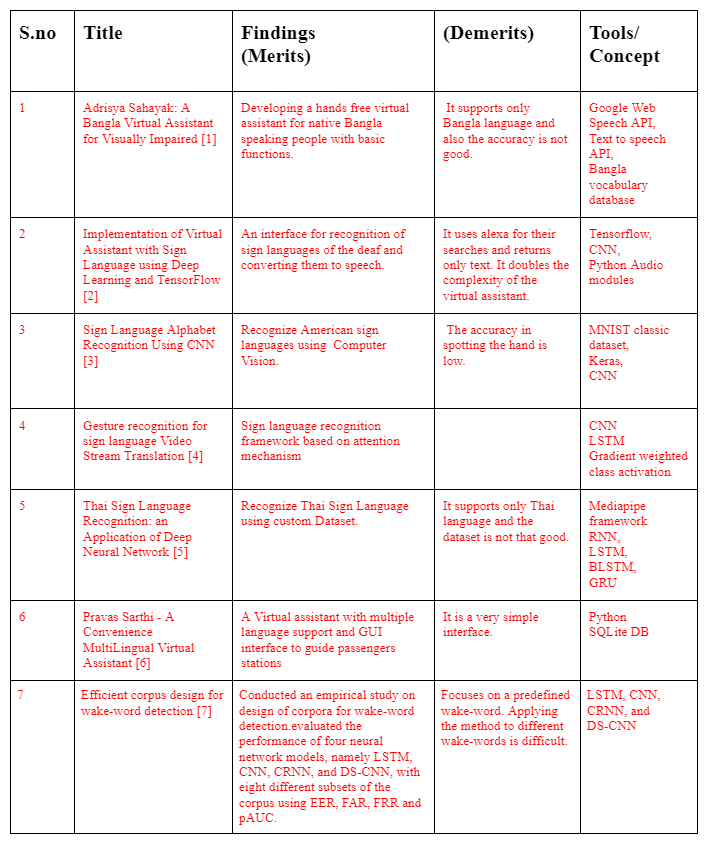 S.no
Title
Findings
(Merits)
(Demerits)
Tools/
Concept
1
Adrisya Sahayak: A
Bangla Virtual Assistant
for Visually Impaired [1]
Developing a hands free virtual
assistant for native Bangla
speaking people with basic
functions.
It supports only
Bangla language and
also the accuracy is not
good.
Google Web
Speech API,
Text to speech
API,
Bangla
vocabulary
database
2
Implementation of Virtual
Assistant with Sign
Language using Deep
Learning and TensorFlow
[2]
An interface for recognition of
sign languages of the deaf and
converting them to speech.
It uses alexa for their
searches and returns
only text. It doubles the
complexity of the
virtual assistant.
Tensorflow,
CNN,
Python Audio
modules
3
Sign Language Alphabet
Recognition Using CNN
[3]
Recognize American sign
languages using Computer
Vision.
The accuracy in
spotting the hand is
low.
MNIST classic
dataset,
Keras,
CNN
4
Gesture recognition for
sign language Video
Stream Translation [4]
Sign language recognition
framework based on attention
mechanism
CNN
LSTM
Gradient weighted
class activation
5
Thai Sign Language
Recognition: an
Application of Deep
Neural Network [5]
Recognize Thai Sign Language
using custom Dataset.
It supports only Thai
language and the
dataset is not that good.
Mediapipe
framework
RNN,
LSTM,
BLSTM,
GRU
6
Pravas Sarthi - A
Convenience
MultiLingual Virtual
Assistant [6]
A Virtual assistant with multiple
language support and GUI
interface to guide passengers
stations
It is a very simple
interface.
Python
SQLite DB
7
Efficient corpus design for
wake-word detection [7]
Conducted an empirical study on
design of corpora for wake-word
detection.evaluated the
performance of four neural
network models, namely LSTM,
CNN, CRNN, and DS-CNN, with
eight different subsets of the
corpus using EER, FAR, FRR and
pAUC.
Focuses on a predefined
wake-word. Applying
the method to different
wake-words is difficult.
LSTM, CNN,
CRNN, and
DS-CNN